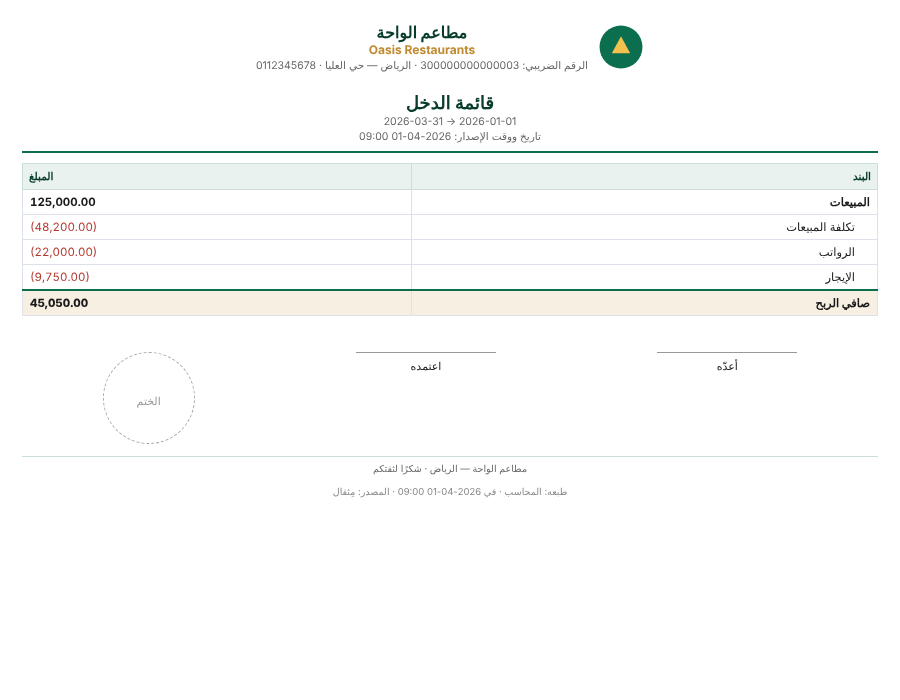 مطاعم الواحة
Oasis Restaurants
الرقم الضريبي: 300000000000003 · الرياض — حي العليا · 0112345678
قائمة الدخل
2026-01-01 → 2026-03-31
تاريخ ووقت الإصدار: 2026-04-01 09:00
البند المبلغ
المبيعات 125,000.00
تكلفة المبيعات (48,200.00)
الرواتب (22,000.00)
الإيجار (9,750.00)
صافي الربح 45,050.00
أعدّه اعتمده
الختم
مطاعم الواحة — الرياض · شكرًا لثقتكم
طبعه: المحاسب · في 2026-04-01 09:00 · المصدر: مِثقال